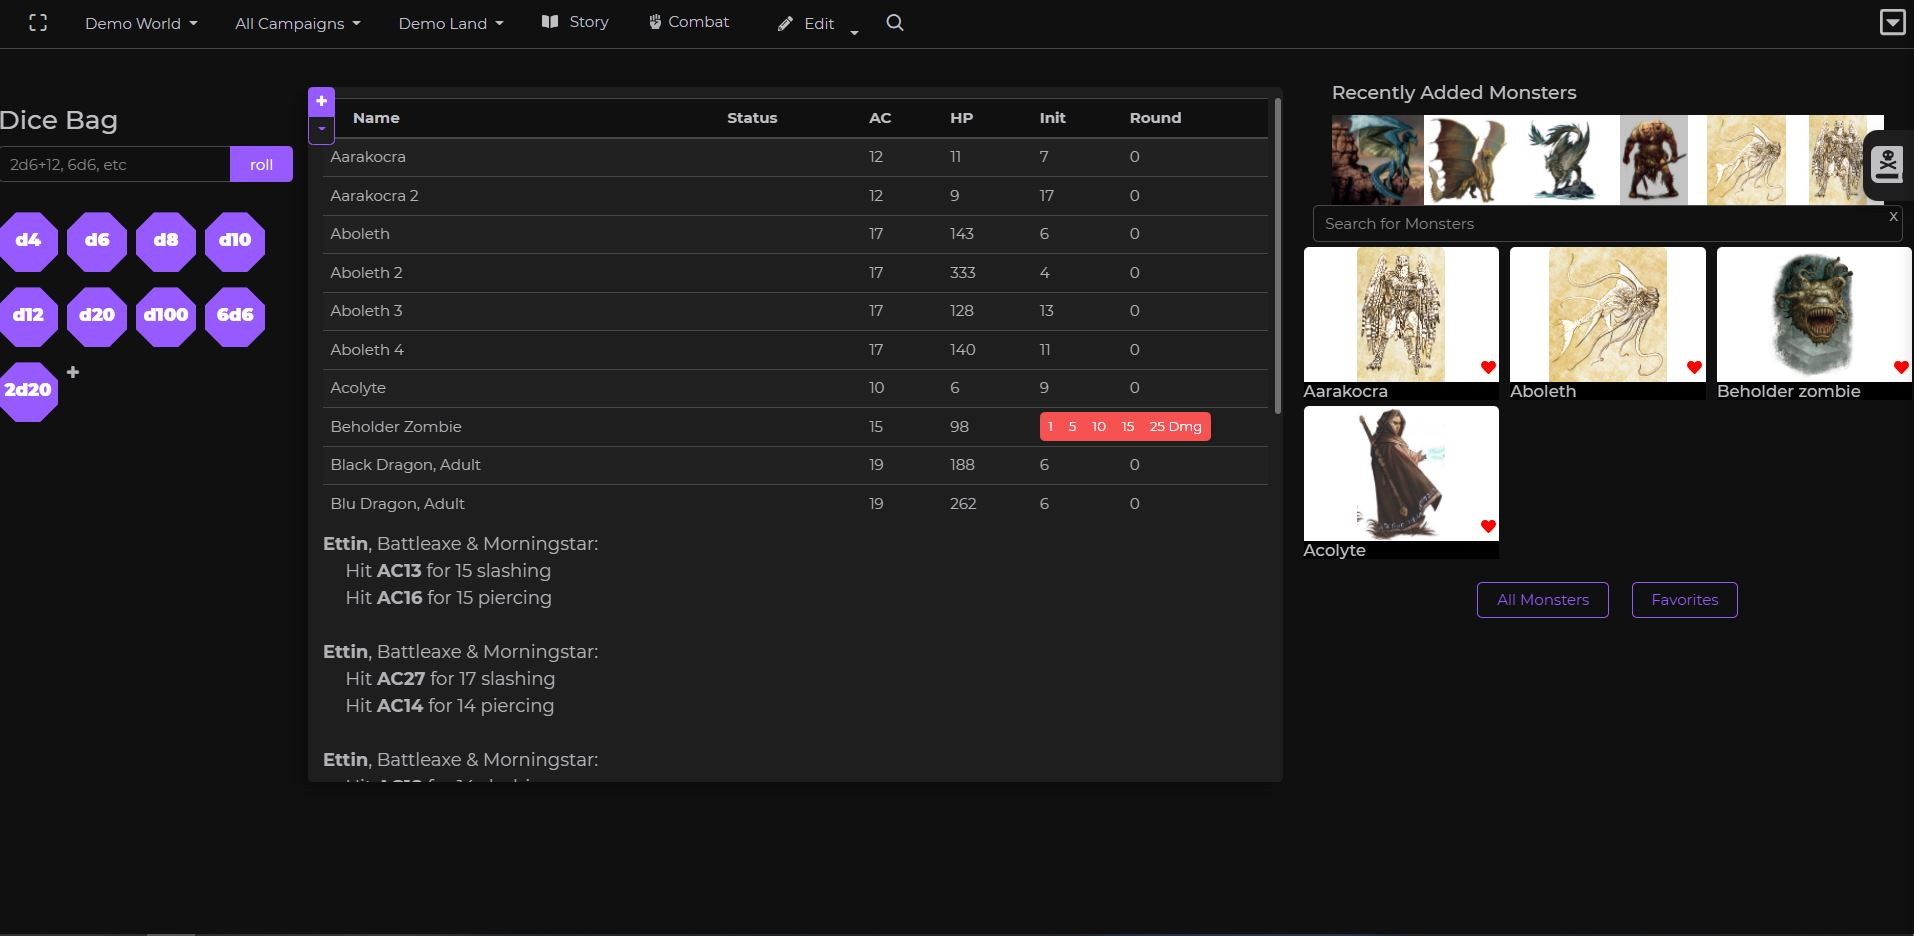 Demo World All Campaigns Demo Land Story Combat Edit
Dice Bag
2d6+12, 6d6, etc roll
d4 d6 d8 d10
d12 d20 d100 6d6
2d20 +
+
-
Name Status AC HP Init Round
Aarakocra 12 11 7 0
Aarakocra 2 12 9 17 0
Aboleth 17 143 6 0
Aboleth 2 17 333 4 0
Aboleth 3 17 128 13 0
Aboleth 4 17 140 11 0
Acolyte 10 6 9 0
Beholder Zombie 15 98 1 5 10 15 25 Dmg
Black Dragon, Adult 19 188 6 0
Blu Dragon, Adult 19 262 6 0
Ettin, Battleaxe & Morningstar:
Hit AC13 for 15 slashing
Hit AC16 for 15 piercing
Ettin, Battleaxe & Morningstar:
Hit AC27 for 17 slashing
Hit AC14 for 14 piercing
Ettin, Battleaxe & Morningstar:
Recently Added Monsters
Search for Monsters x
Aarakocra Aboleth Beholder zombie
Acolyte
All Monsters Favorites